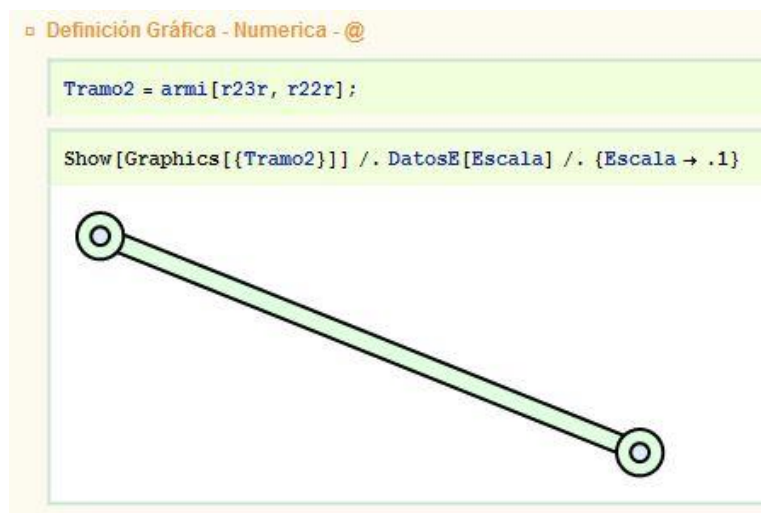 Definición Gráfica - Numerica - @
Tramo2 = armi[r23r, r22r];
Show[Graphics[{Tramo2}]] /. DatosE[Escala] /. {Escala → .1}